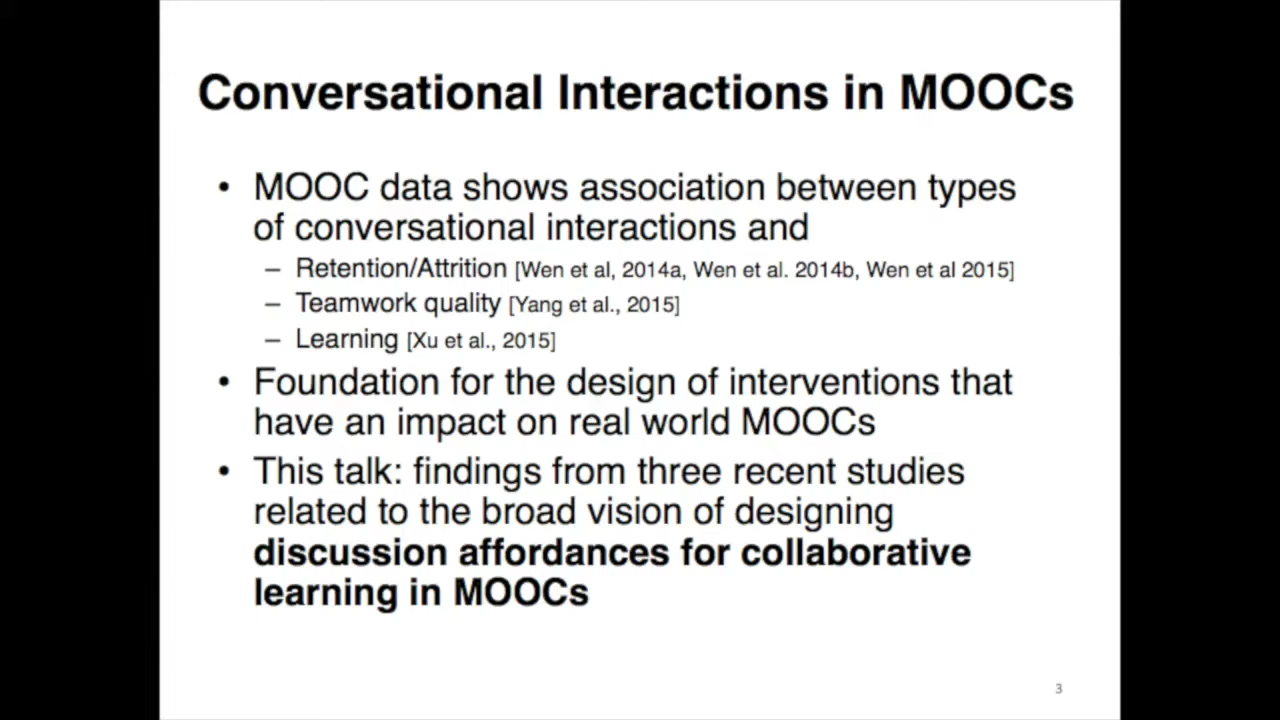 Conversational Interactions in MOOCs
• MOOC data shows association between types
of conversational interactions and
– Retention/Attrition [Wen et al, 2014a, Wen et al. 2014b, Wen et al 2015]
– Teamwork quality [Yang et al., 2015]
– Learning [Xu et al., 2015]
• Foundation for the design of interventions that
have an impact on real world MOOCs
• This talk: findings from three recent studies
related to the broad vision of designing
discussion affordances for collaborative
learning in MOOCs
3